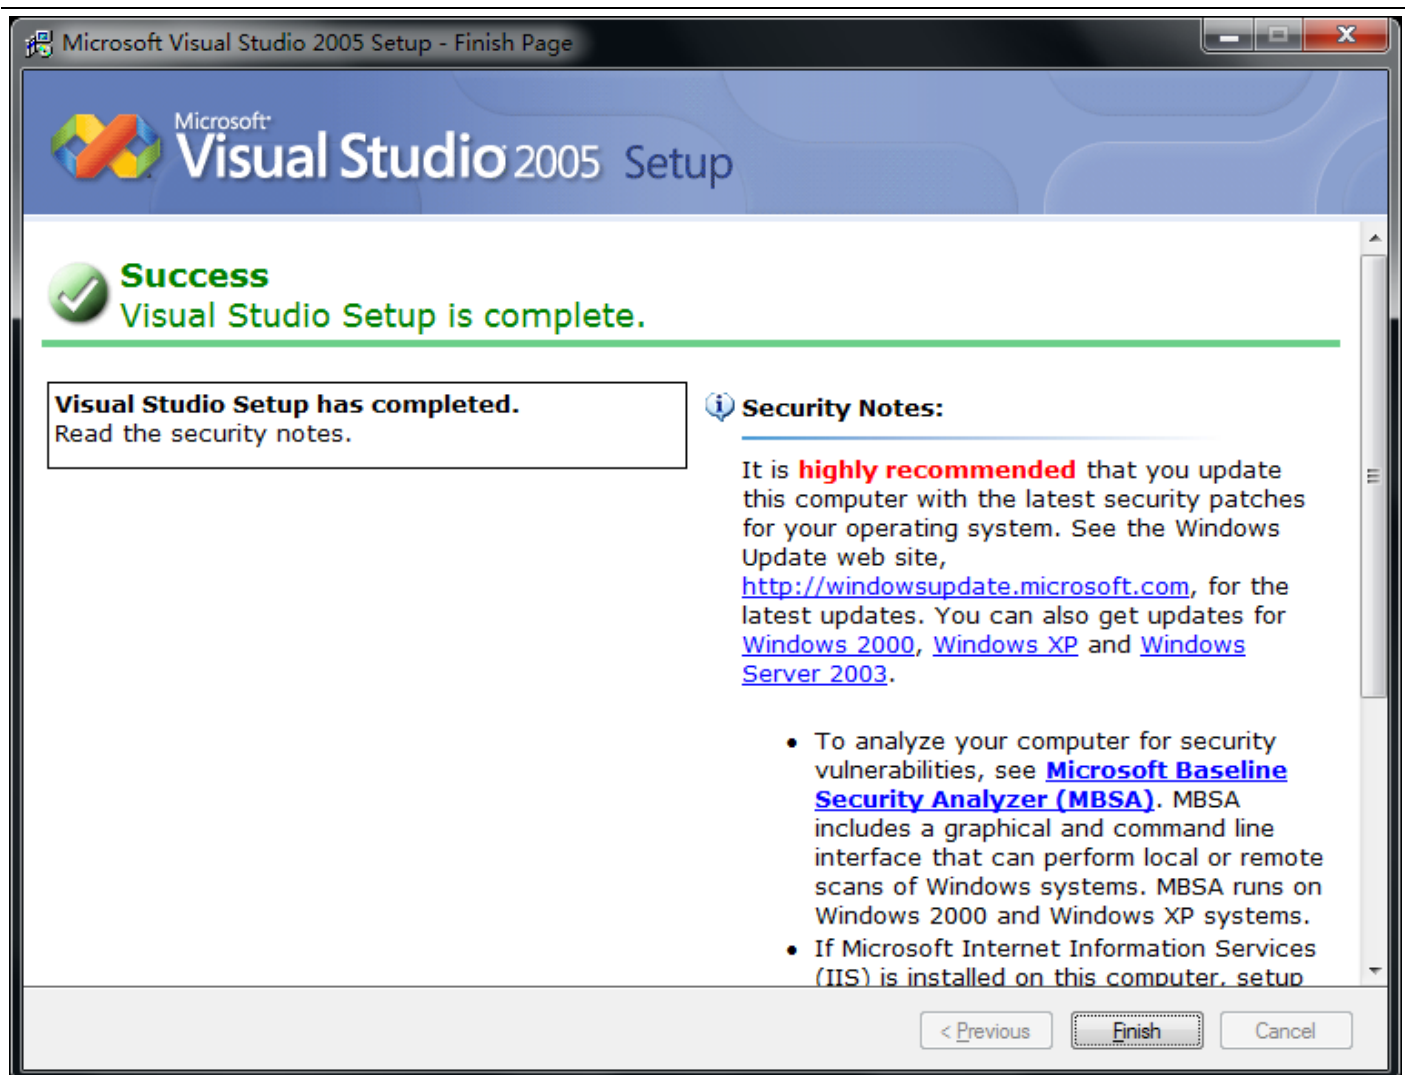 Microsoft Visual Studio 2005 Setup - Finish Page
Microsoft
Visual Studio 2005 Setup
Success
Visual Studio Setup is complete.
Visual Studio Setup has completed.
Read the security notes.
Security Notes:
It is highly recommended that you update
this computer with the latest security patches
for your operating system. See the Windows
Update web site,
http://windowsupdate.microsoft.com, for the
latest updates. You can also get updates for
Windows 2000, Windows XP and Windows
Server 2003.
• To analyze your computer for security
vulnerabilities, see Microsoft Baseline
Security Analyzer (MBSA). MBSA
includes a graphical and command line
interface that can perform local or remote
scans of Windows systems. MBSA runs on
Windows 2000 and Windows XP systems.
• If Microsoft Internet Information Services
(IIS) is installed on this computer, setup
< Previous
Finish
Cancel